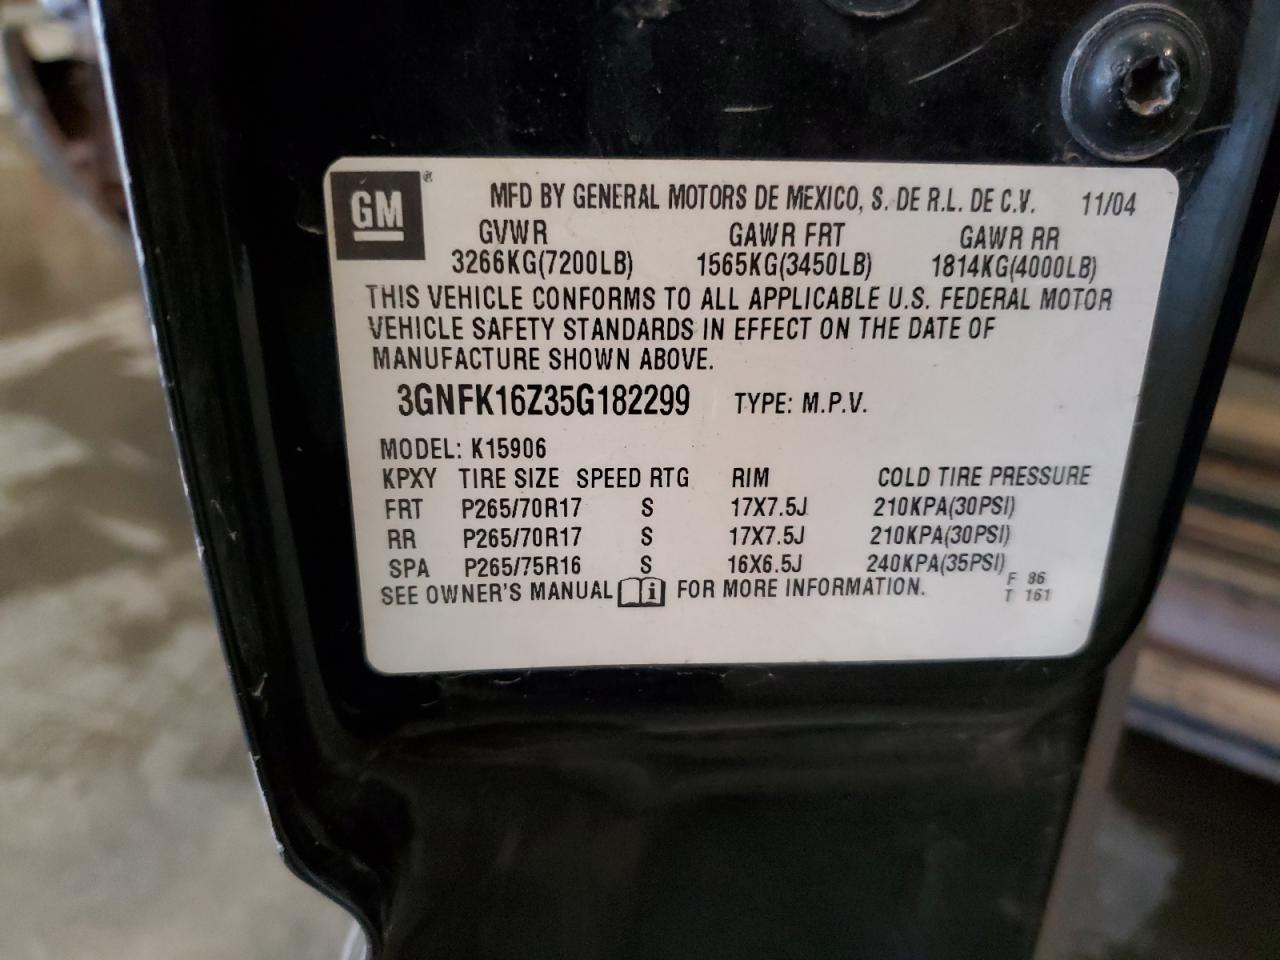 GM® MFD BY GENERAL MOTORS DE MEXICO, S. DE R.L. DE C.V. 11/04
GVWR GAWR FRT GAWR RR
3266KG(7200LB) 1565KG(3450LB) 1814KG(4000LB)
THIS VEHICLE CONFORMS TO ALL APPLICABLE U.S. FEDERAL MOTOR
VEHICLE SAFETY STANDARDS IN EFFECT ON THE DATE OF
MANUFACTURE SHOWN ABOVE.
3GNFK16Z35G182299 TYPE: M.P.V.
MODEL: K15906
KPXY TIRE SIZE SPEED RTG RIM COLD TIRE PRESSURE
FRT P265/70R17 S 17X7.5J 210KPA(30PSI)
RR P265/70R17 S 17X7.5J 210KPA(30PSI)
SPA P265/75R16 S 16X6.5J 240KPA(35PSI)
SEE OWNER'S MANUAL i FOR MORE INFORMATION.
F 86
T 161